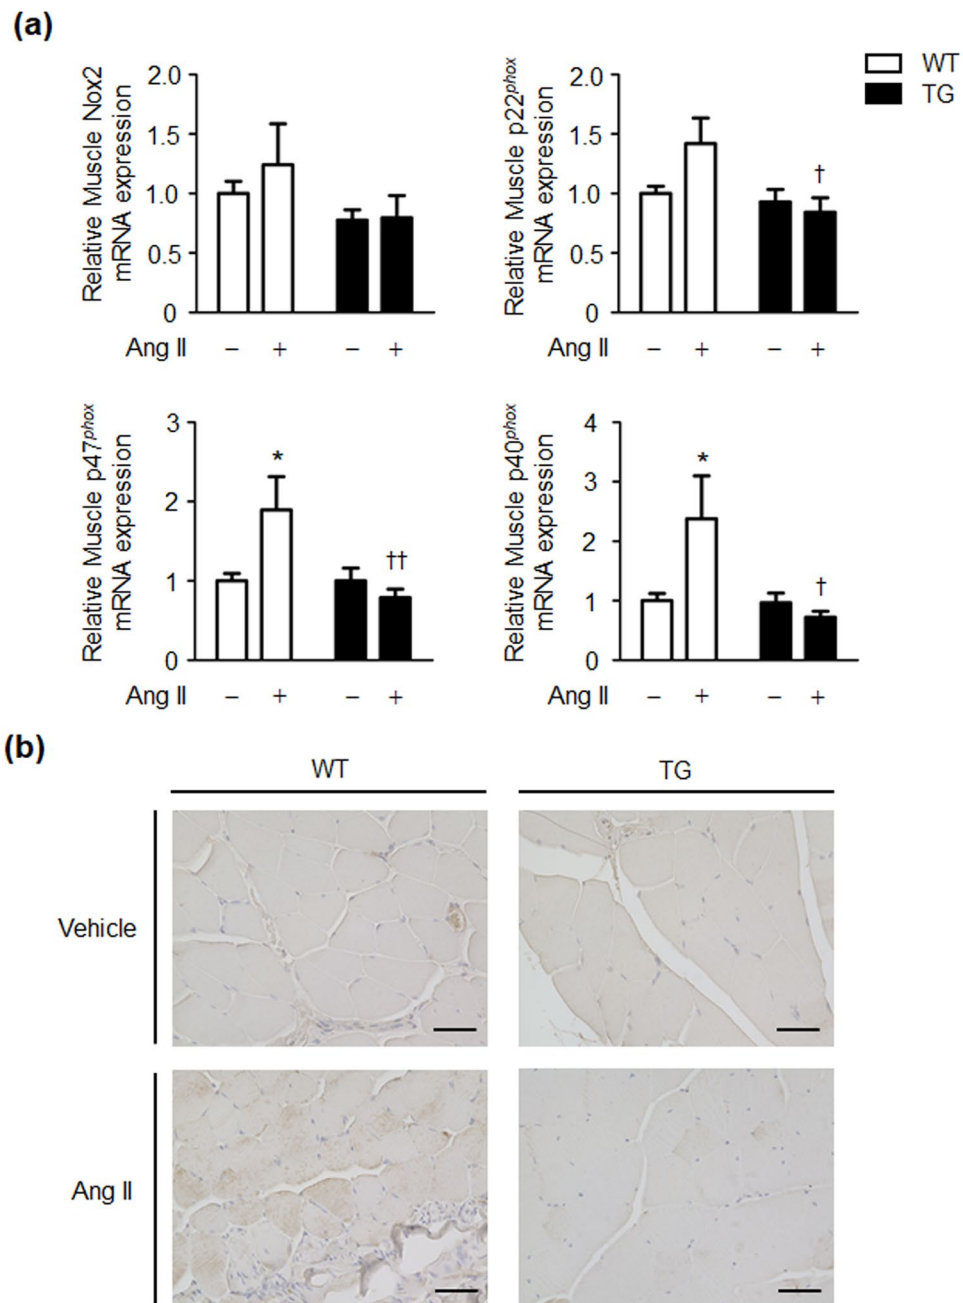 (a)
WT
TG
Relative Muscle Nox2
mRNA expression
2.0
1.5
1.0
0.5
0
Ang II − + − +
Relative Muscle p22phox
mRNA expression
2.0
1.5
1.0
0.5
0
†
Ang II − + − +
Relative Muscle p47phox
mRNA expression
3
2
1
0
*
††
Ang II − + − +
Relative Muscle p40phox
mRNA expression
4
3
2
1
0
*
†
Ang II − + − +
(b)
WT TG
Vehicle
Ang II